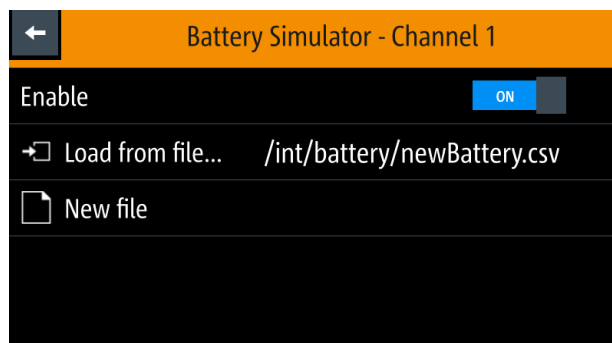 Battery Simulator - Channel 1
Enable ON
Load from file... /int/battery/newBattery.csv
New file